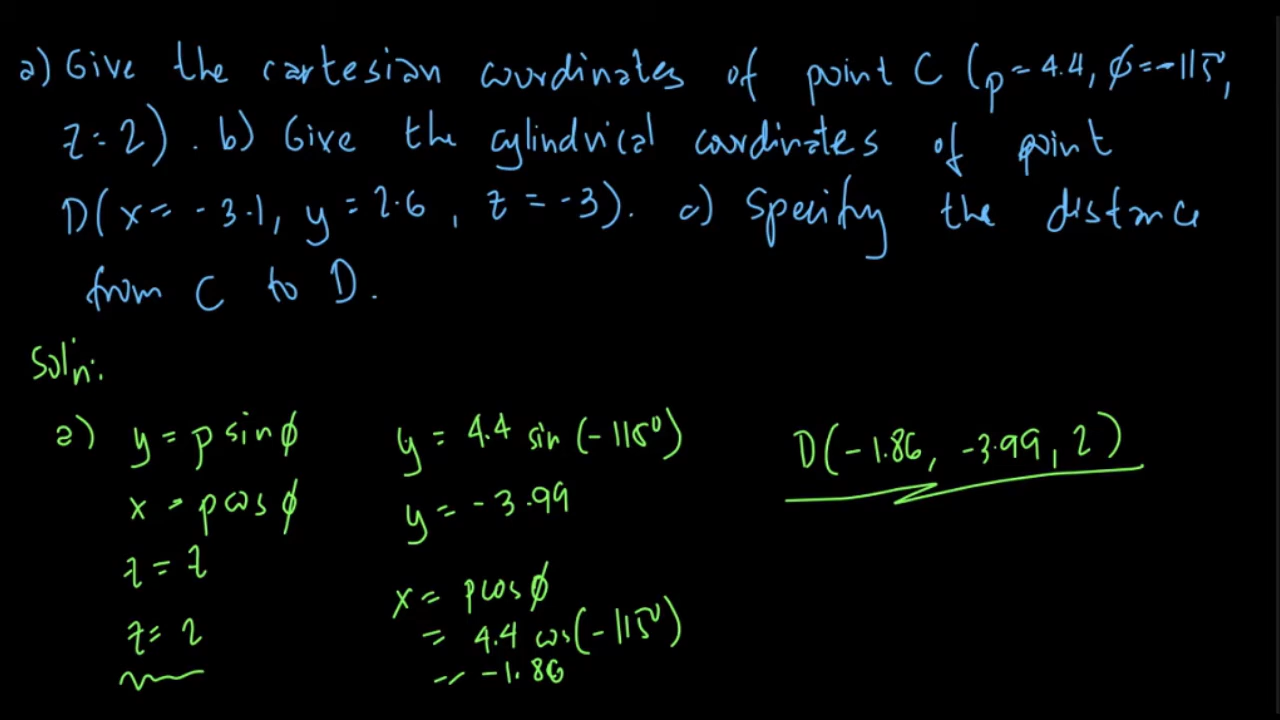 a) Give the cartesian coordinates of point C (ρ=4.4, ϕ=-115°,
z=2). b) Give the cylindrical coordinates of point
D(x=-3.1, y=2.6, z=-3). c) Specify the distance
from C to D.
Sol'n:
a) y = ρ sin ϕ
x = ρ cos ϕ
z = z
z = 2
y = 4.4 sin (-115°)
y = -3.99
x = ρ cos ϕ
= 4.4 cos (-115°)
= -1.86
D(-1.86, -3.99, 2)